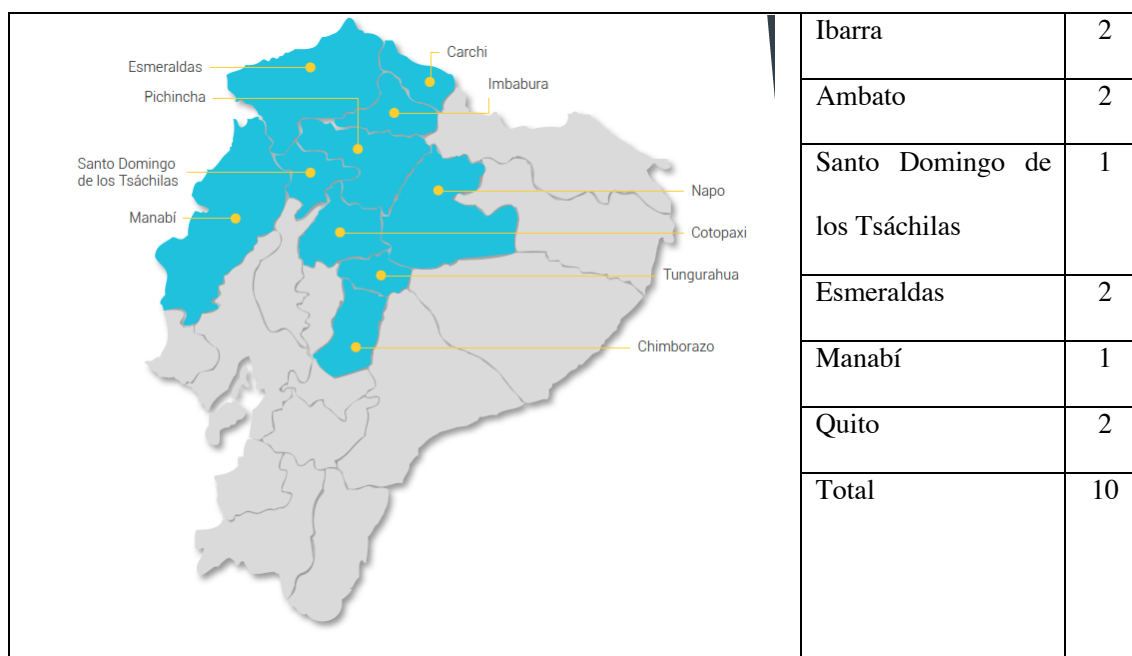 Esmeraldas
Carchi
Pichincha
Imbabura
Santo Domingo
de los Tsáchilas
Napo
Manabí
Cotopaxi
Tungurahua
Chimborazo
Ibarra 2
Ambato 2
Santo Domingo de 1
los Tsáchilas
Esmeraldas 2
Manabí 1
Quito 2
Total 10